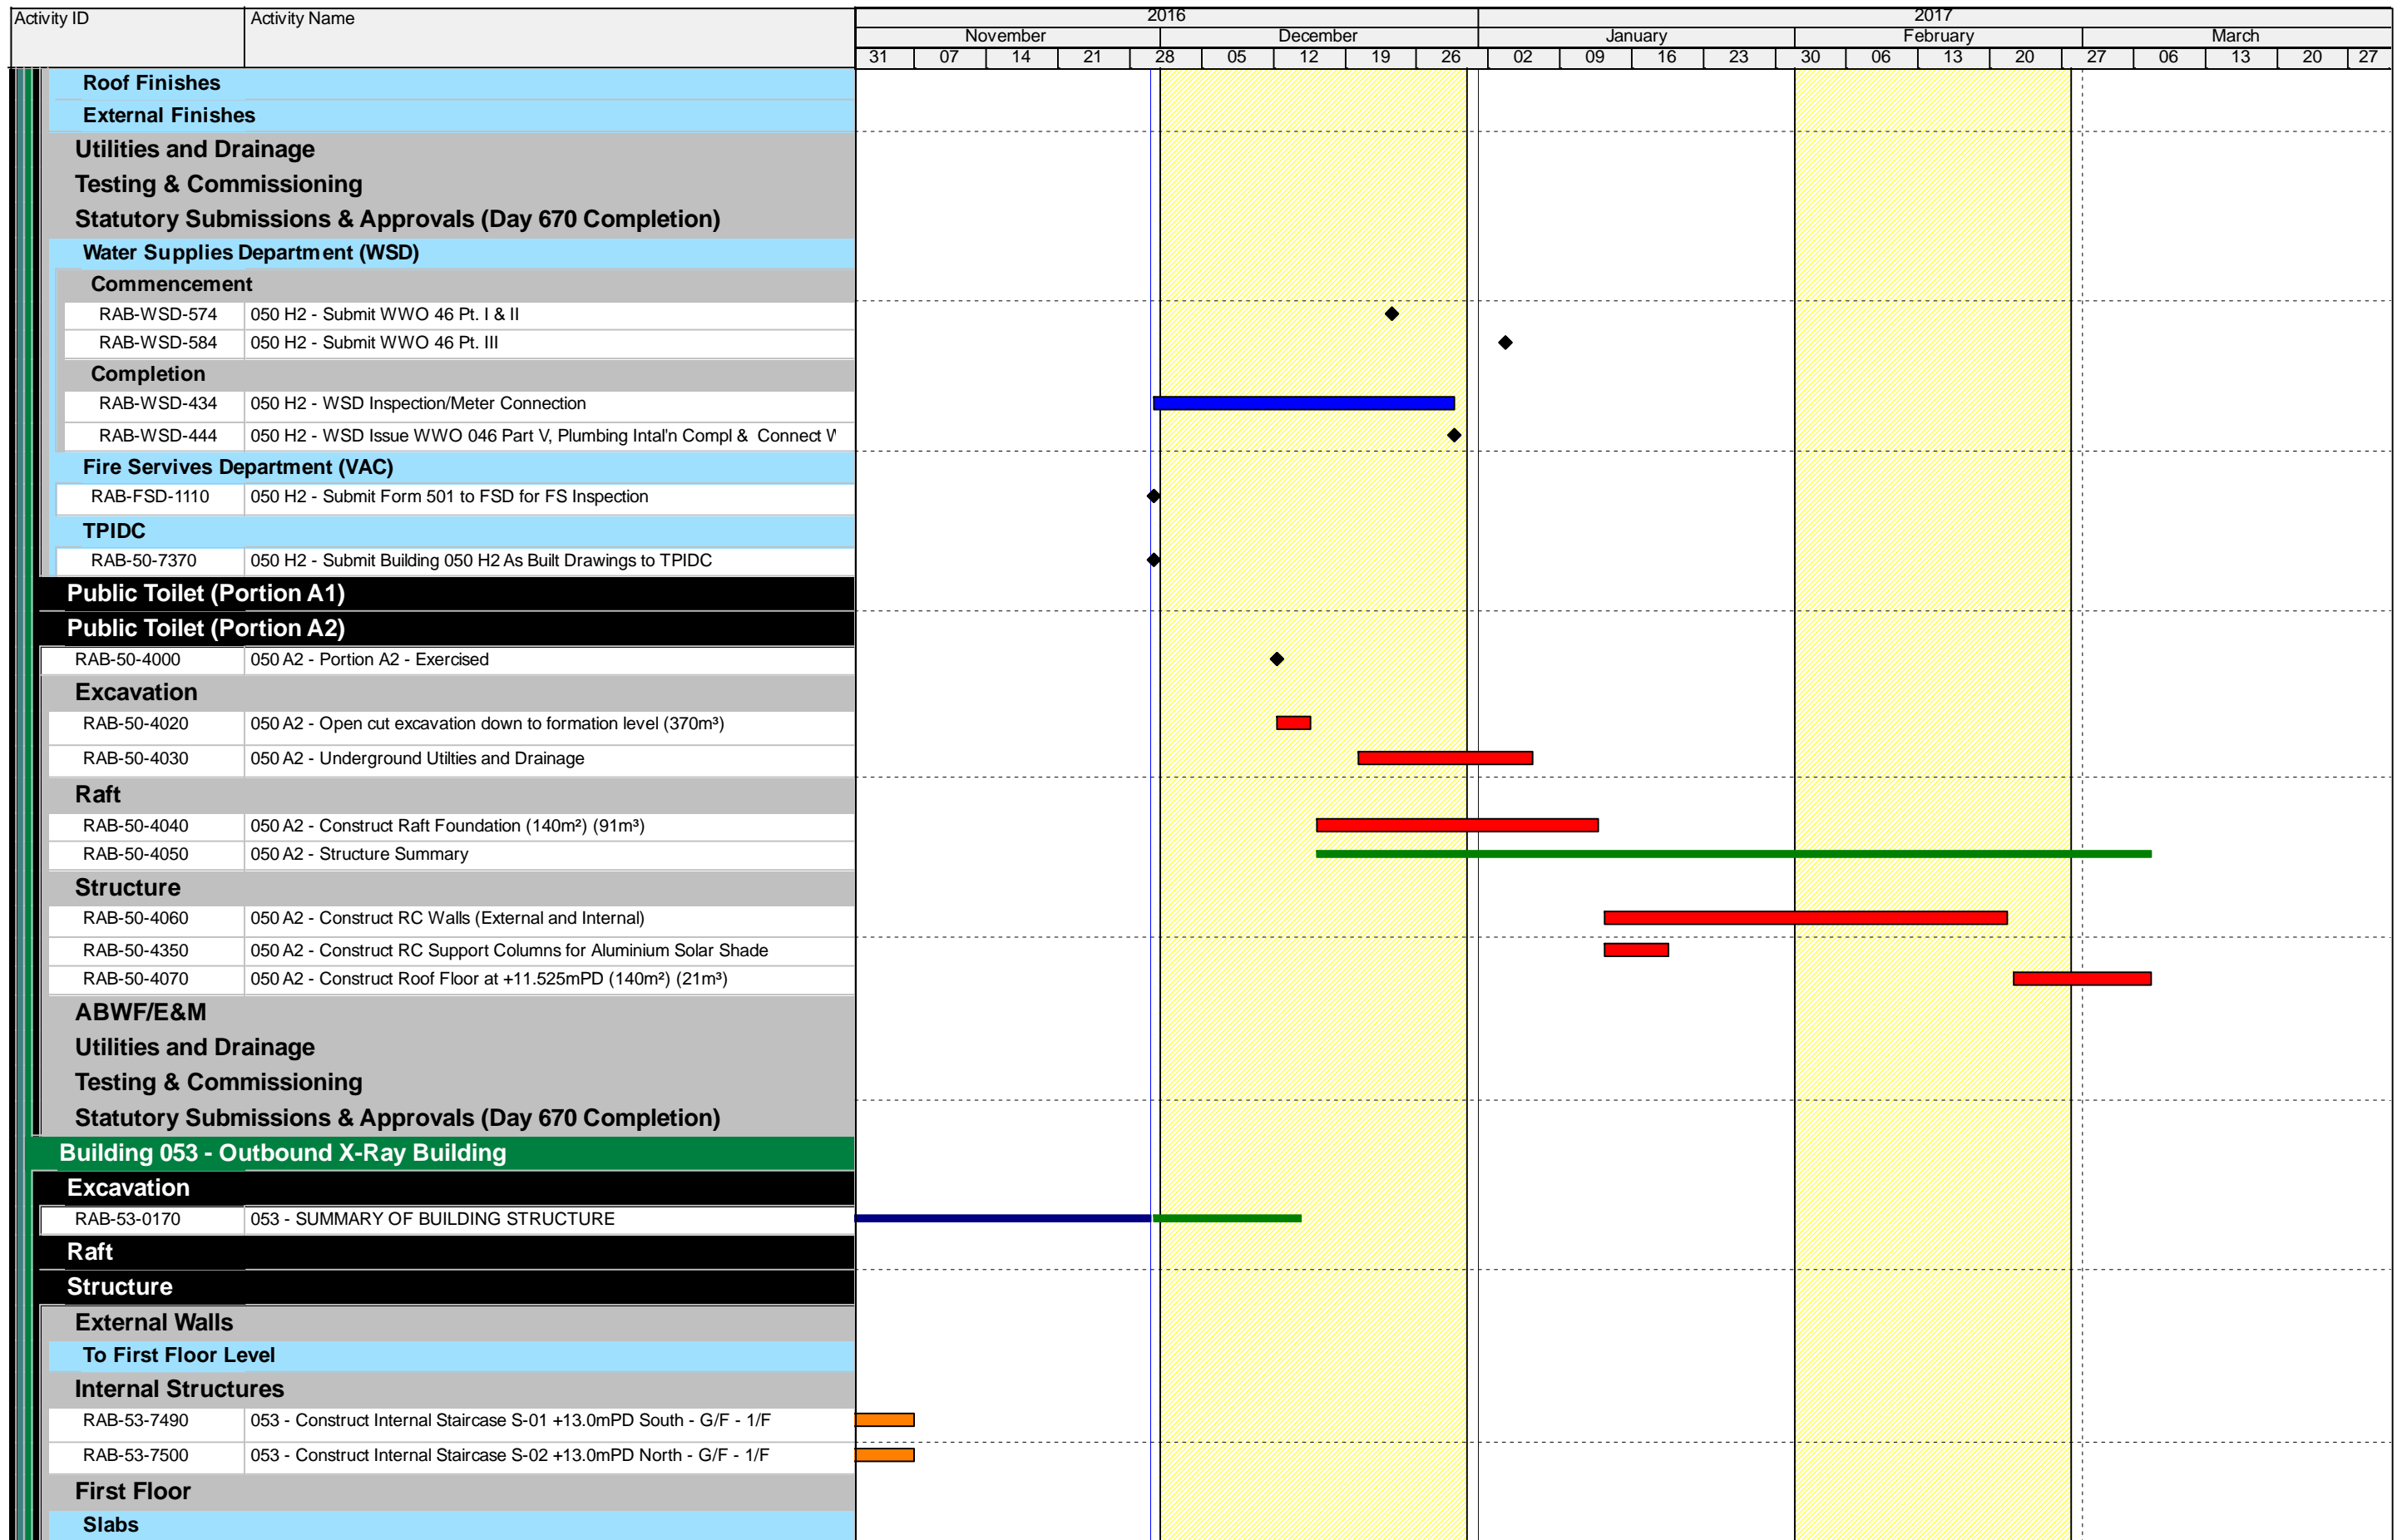 Activity ID Activity Name 2016 2017
November December January February March
31 07 14 21 28 05 12 19 26 02 09 16 23 30 06 13 20 27 06 13 20 27
Roof Finishes
External Finishes
Utilities and Drainage
Testing & Commissioning
Statutory Submissions & Approvals (Day 670 Completion)
Water Supplies Department (WSD)
Commencement
RAB-WSD-574 050 H2 - Submit WWO 46 Pt. I & II
RAB-WSD-584 050 H2 - Submit WWO 46 Pt. III
Completion
RAB-WSD-434 050 H2 - WSD Inspection/Meter Connection
RAB-WSD-444 050 H2 - WSD Issue WWO 046 Part V, Plumbing Intal'n Compl & Connect
Fire Servives Department (VAC)
RAB-FSD-1110 050 H2 - Submit Form 501 to FSD for FS Inspection
TPIDC
RAB-50-7370 050 H2 - Submit Building 050 H2 As Built Drawings to TPIDC
Public Toilet (Portion A1)
Public Toilet (Portion A2)
RAB-50-4000 050 A2 - Portion A2 - Exercised
Excavation
RAB-50-4020 050 A2 - Open cut excavation down to formation level (370m³)
RAB-50-4030 050 A2 - Underground Utilties and Drainage
Raft
RAB-50-4040 050 A2 - Construct Raft Foundation (140m²) (91m³)
RAB-50-4050 050 A2 - Structure Summary
Structure
RAB-50-4060 050 A2 - Construct RC Walls (External and Internal)
RAB-50-4350 050 A2 - Construct RC Support Columns for Aluminium Solar Shade
RAB-50-4070 050 A2 - Construct Roof Floor at +11.525mPD (140m²) (21m³)
ABWF/E&M
Utilities and Drainage
Testing & Commissioning
Statutory Submissions & Approvals (Day 670 Completion)
Building 053 - Outbound X-Ray Building
Excavation
RAB-53-0170 053 - SUMMARY OF BUILDING STRUCTURE
Raft
Structure
External Walls
To First Floor Level
Internal Structures
RAB-53-7490 053 - Construct Internal Staircase S-01 +13.0mPD South - G/F - 1/F
RAB-53-7500 053 - Construct Internal Staircase S-02 +13.0mPD North - G/F - 1/F
First Floor
Slabs